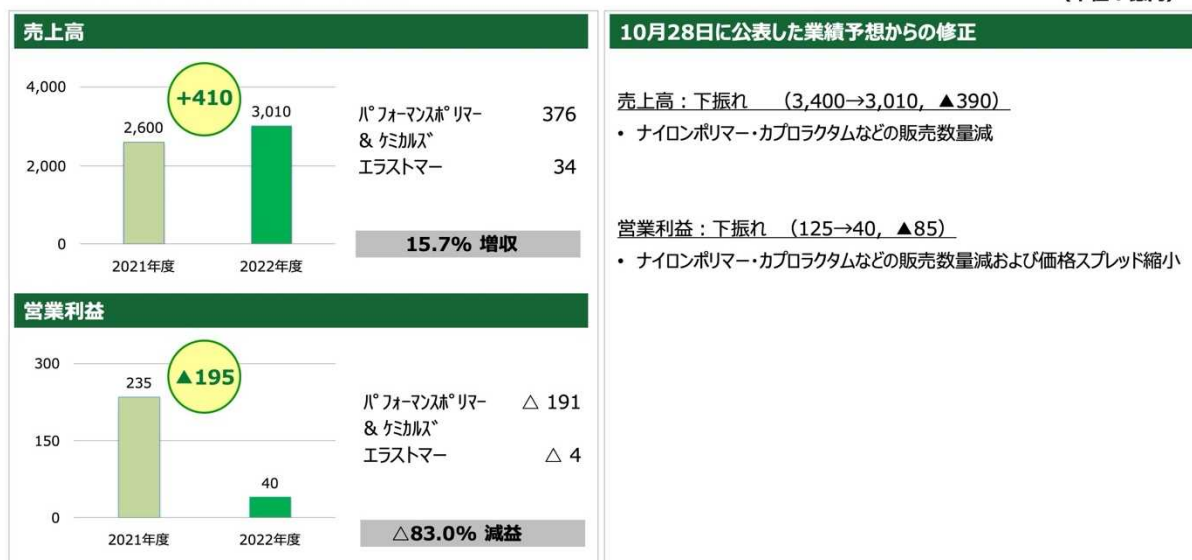 売上高
4,000
2,000
0
+410
2,600
3,010
2021年度
2022年度
ﾊﾟﾌｫｰﾏﾝｽﾎﾟﾘﾏｰ 376
& ｹﾐｶﾙｽﾞ
エラストマー 34
15.7% 増収
営業利益
300
150
0
▲195
235
40
2021年度
2022年度
ﾊﾟﾌｫｰﾏﾝｽﾎﾟﾘﾏｰ △ 191
& ｹﾐｶﾙｽﾞ
エラストマー △ 4
△83.0% 減益
10月28日に公表した業績予想からの修正
売上高：下振れ （3,400→3,010, ▲390）
• ナイロンポリマー・カプロラクタムなどの販売数量減
営業利益：下振れ （125→40, ▲85）
• ナイロンポリマー・カプロラクタムなどの販売数量減および価格スプレッド縮小